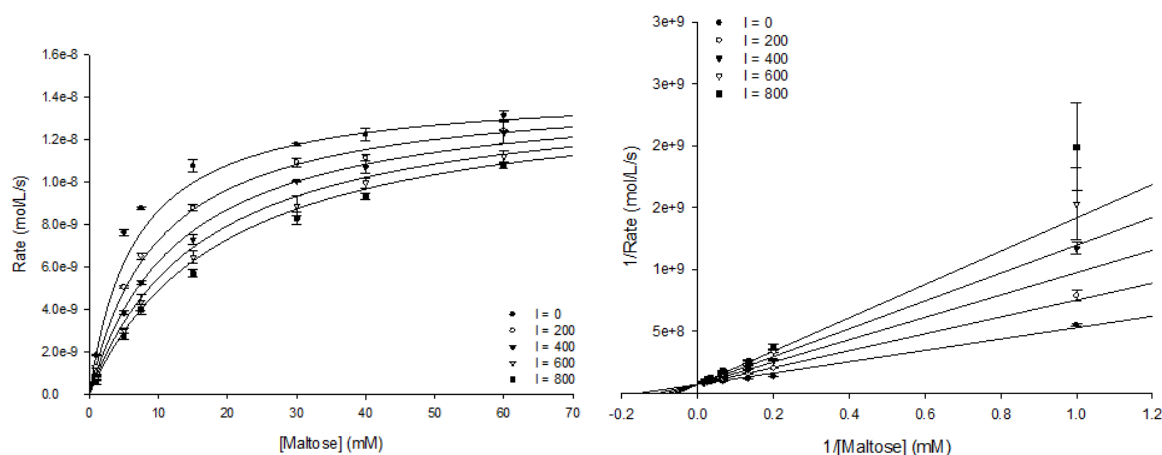 1.6e-8
1.4e-8
1.2e-8
1.0e-8
8.0e-9
6.0e-9
4.0e-9
2.0e-9
0.0
Rate (mol/L/s)
0 10 20 30 40 50 60 70
[Maltose] (mM)
I = 0
I = 200
I = 400
I = 600
I = 800
3e+9
3e+9
2e+9
2e+9
1e+9
5e+8
1/Rate (mol/L/s)
-0.2 0.0 0.2 0.4 0.6 0.8 1.0 1.2
1/[Maltose] (mM)
I = 0
I = 200
I = 400
I = 600
I = 800